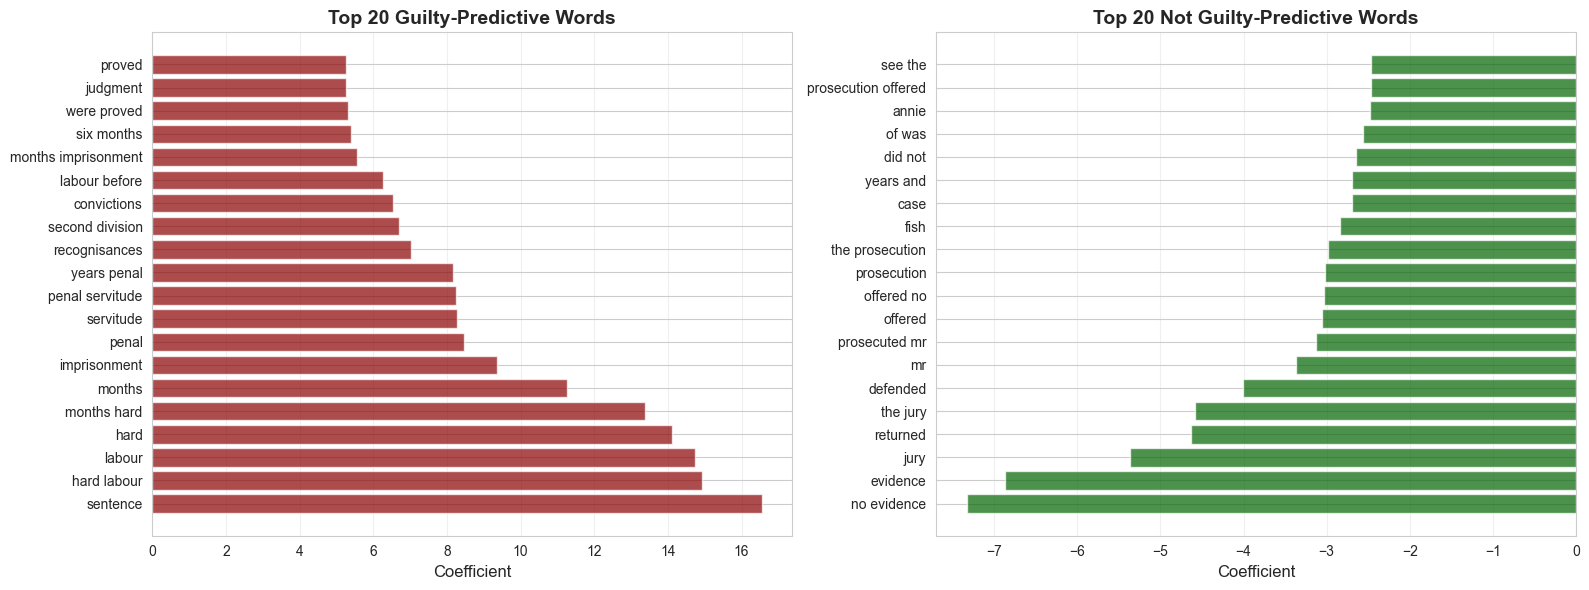 Top 20 Guilty-Predictive Words
proved
judgment
were proved
six months
months imprisonment
labour before
convictions
second division
recognisances
years penal
penal servitude
servitude
penal
imprisonment
months
months hard
hard
labour
hard labour
sentence
0 2 4 6 8 10 12 14 16
Coefficient
Top 20 Not Guilty-Predictive Words
see the
prosecution offered
annie
of was
did not
years and
case
fish
the prosecution
prosecution
offered no
offered
prosecuted mr
mr
defended
the jury
returned
jury
evidence
no evidence
−7 −6 −5 −4 −3 −2 −1 0
Coefficient